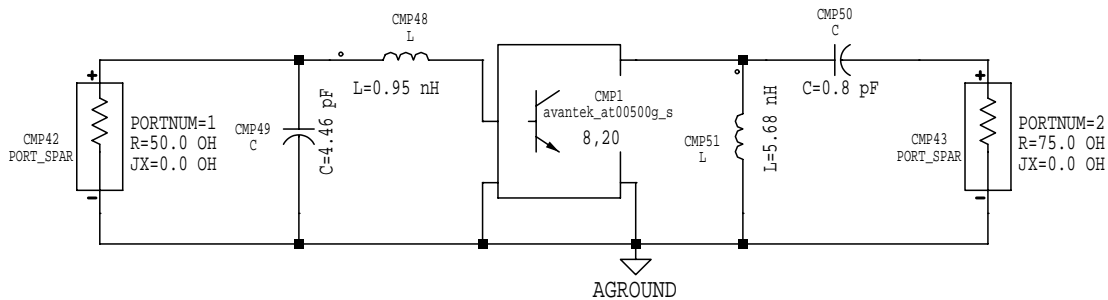 CMP48
L
L=0.95 nH
CMP50
C
C=0.8 pF
+
-
CMP42
PORT_SPAR
PORTNUM=1
R=50.0 OH
JX=0.0 OH
CMP49
C
C=4.46 pF
CMP1
avantek_at00500g_s
8,20
CMP51
L
L=5.68 nH
+
-
CMP43
PORT_SPAR
PORTNUM=2
R=75.0 OH
JX=0.0 OH
AGROUND